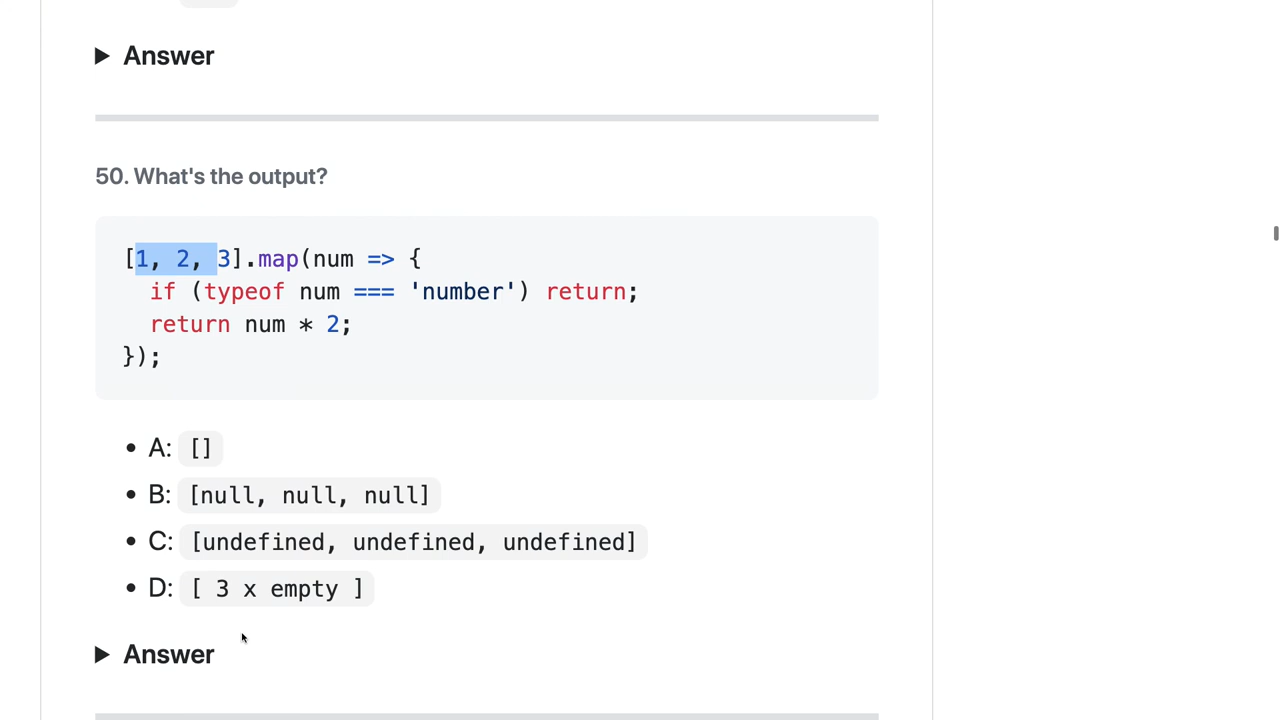 ▶ Answer
50. What's the output?
[1, 2, 3].map(num => {
  if (typeof num === 'number') return;
  return num * 2;
});
• A: []
• B: [null, null, null]
• C: [undefined, undefined, undefined]
• D: [ 3 x empty ]
▶ Answer